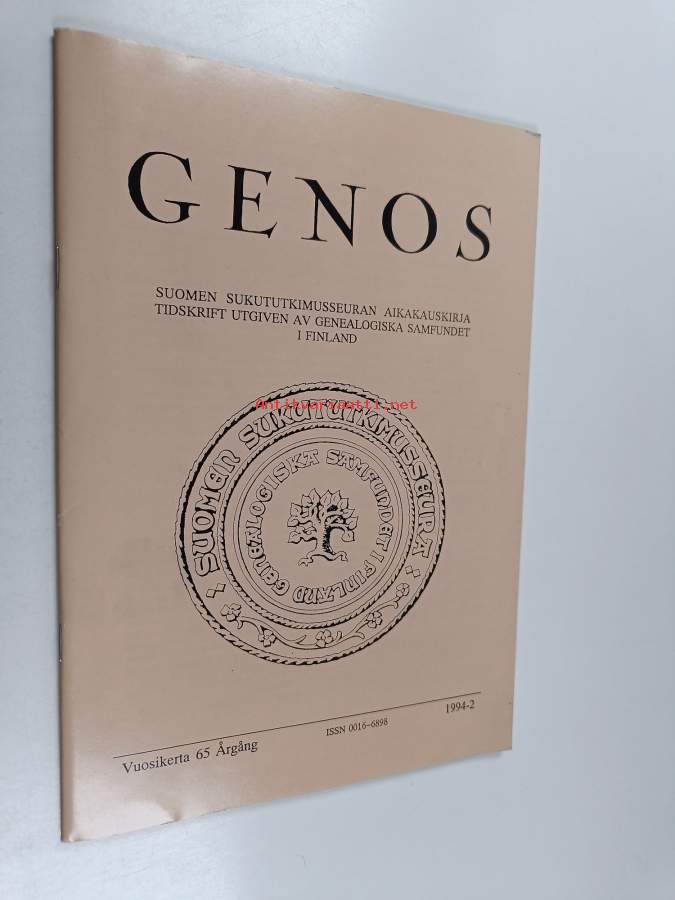 GENOS
SUOMEN SUKUTUTKIMUSSEURAN AIKAKAUSKIRJA
TIDSKRIFT UTGIVEN AV GENEALOGISKA SAMFUNDET
I FINLAND
Antikvariaatti.net
SUOMEN SUKUTUTKIMUSSEURA
GENEALOGISKA SAMFUNDET I FINLAND
Vuosikerta 65 Årgång
ISSN 0016-6898
1994-2